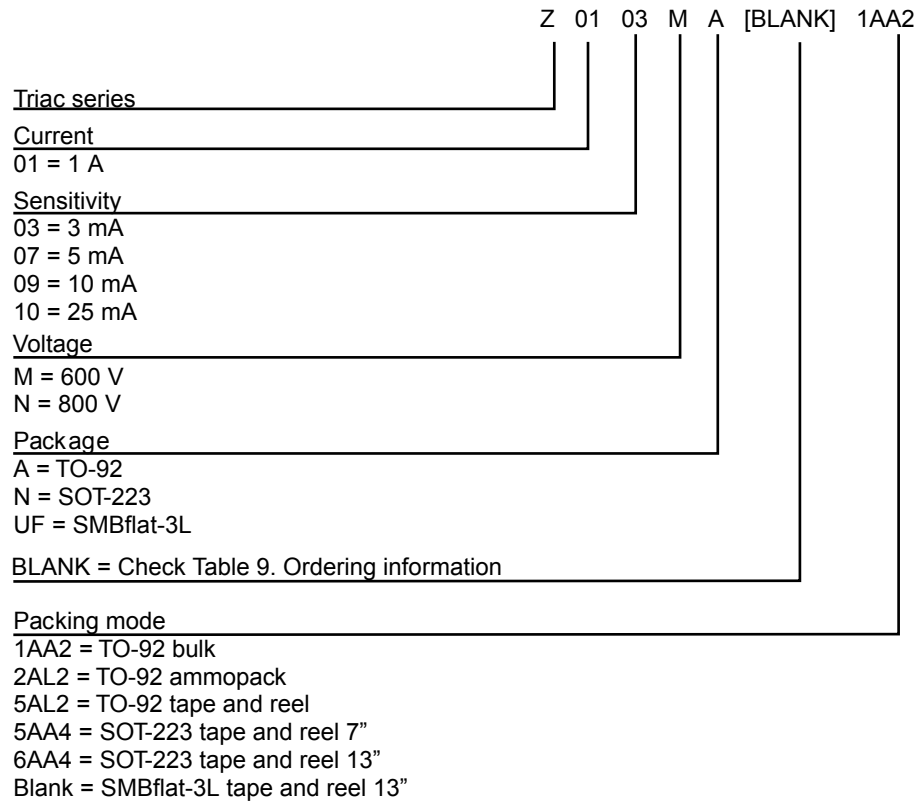 Z 01 03 M A [BLANK] 1AA2
Triac series
Current
01 = 1 A
Sensitivity
03 = 3 mA
07 = 5 mA
09 = 10 mA
10 = 25 mA
Voltage
M = 600 V
N = 800 V
Package
A = TO-92
N = SOT-223
UF = SMBflat-3L
BLANK = Check Table 9. Ordering information
Packing mode
1AA2 = TO-92 bulk
2AL2 = TO-92 ammopack
5AL2 = TO-92 tape and reel
5AA4 = SOT-223 tape and reel 7”
6AA4 = SOT-223 tape and reel 13”
Blank = SMBflat-3L tape and reel 13”